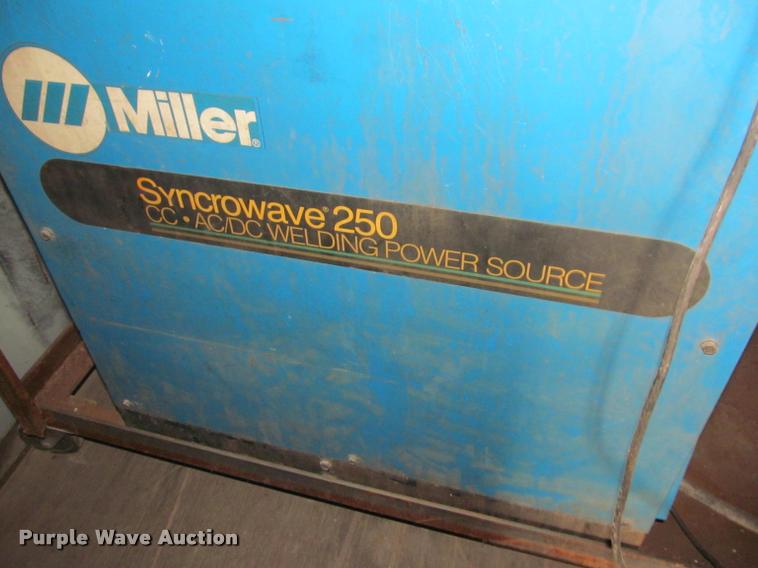 Miller®
Syncrowave® 250
CC • AC/DC WELDING POWER SOURCE
Purple Wave Auction